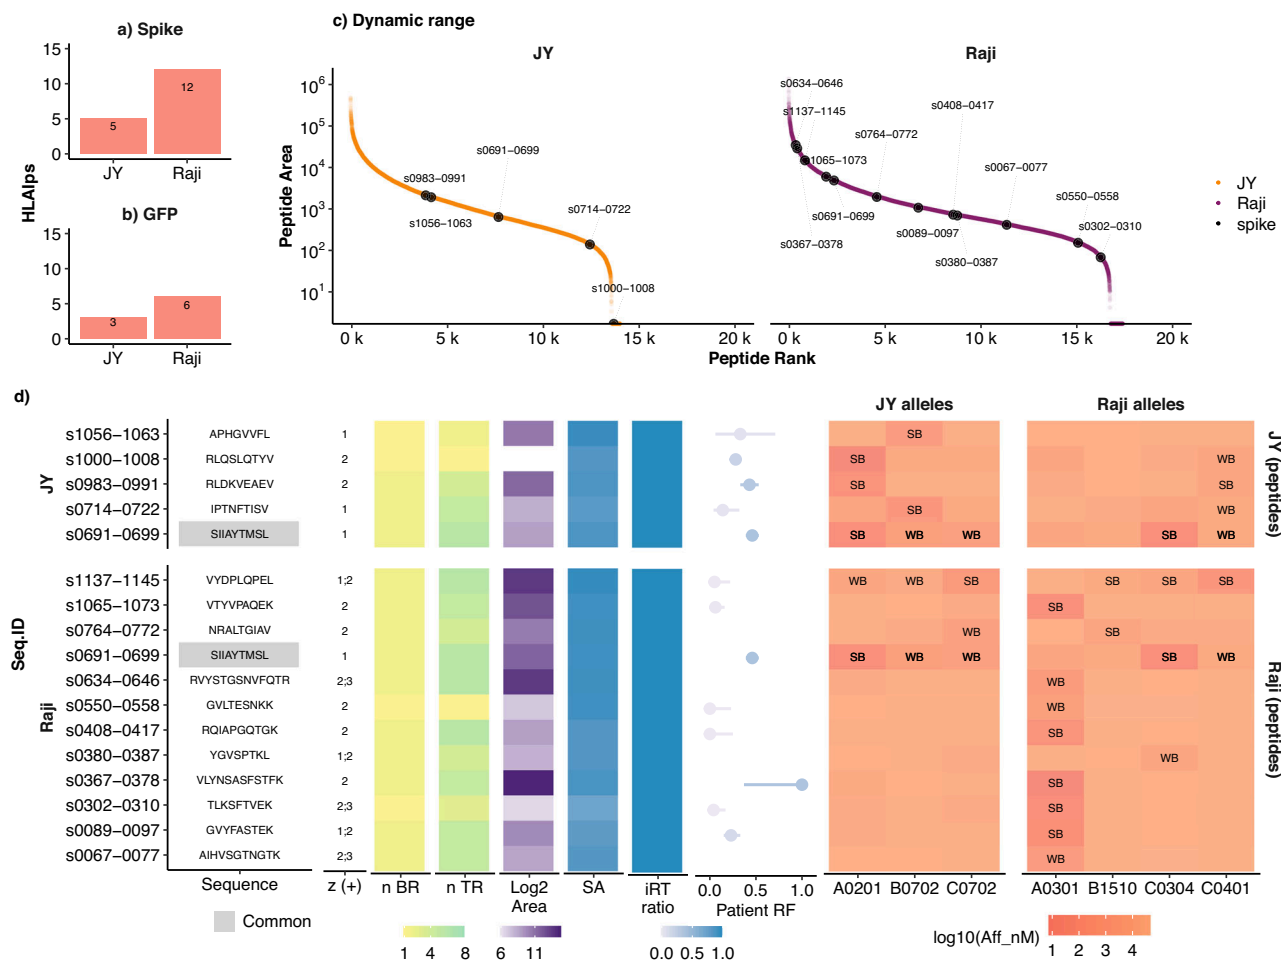 a) Spike
HLAIps
15
10
5
0
5
12
JY
Raji
b) GFP
15
10
5
0
3
6
JY
Raji
c) Dynamic range
JY
Raji
Peptide Area
10⁶
10⁵
10⁴
10³
10²
10¹
s0983–0991
s1056–1063
s0691–0699
s0714–0722
s1000–1008
0 k
5 k
10 k
15 k
20 k
s0634–0646
s1137–1145
s0408–0417
s0764–0772
s1065–1073
s0067–0077
s0550–0558
s0691–0699
s0302–0310
s0089–0097
s0367–0378
s0380–0387
0 k
5 k
10 k
15 k
20 k
Peptide Rank
JY
Raji
spike
d)
JY alleles
Raji alleles
Seq.ID
JY
JY (peptides)
s1056–1063 APHGVVFL 1 SB
s1000–1008 RLQSLQTYV 2 SB WB
s0983–0991 RLDKVEAEV 2 SB SB
s0714–0722 IPTNFTISV 1 SB WB
s0691–0699 SIIAYTMSL 1 SB WB WB SB WB
Raji
Raji (peptides)
s1137–1145 VYDPLQPEL 1;2 WB WB SB SB SB SB
s1065–1073 VTYVPAQEK 2 SB
s0764–0772 NRALTGIAV 2 WB SB
s0691–0699 SIIAYTMSL 1 SB WB WB SB WB
s0634–0646 RVYSTGSNVFQTR 2;3 WB
s0550–0558 GVLTESNKK 2 WB
s0408–0417 RQIAPGQTGK 2 SB
s0380–0387 YGVSPTKL 1;2 WB
s0367–0378 VLYNSASFSTFK 2 SB
s0302–0310 TLKSFTVEK 2;3 SB
s0089–0097 GVYFASTEK 1;2 SB
s0067–0077 AIHVSGTNGTK 2;3 WB
Sequence
z (+)
n BR
n TR
Log2
Area
SA
iRT
ratio
0.0 0.5 1.0
Patient RF
A0201 B0702 C0702
A0301 B1510 C0304 C0401
Common
1 4 8
6 11
0.0 0.5 1.0
log10(Aff_nM)
1 2 3 4